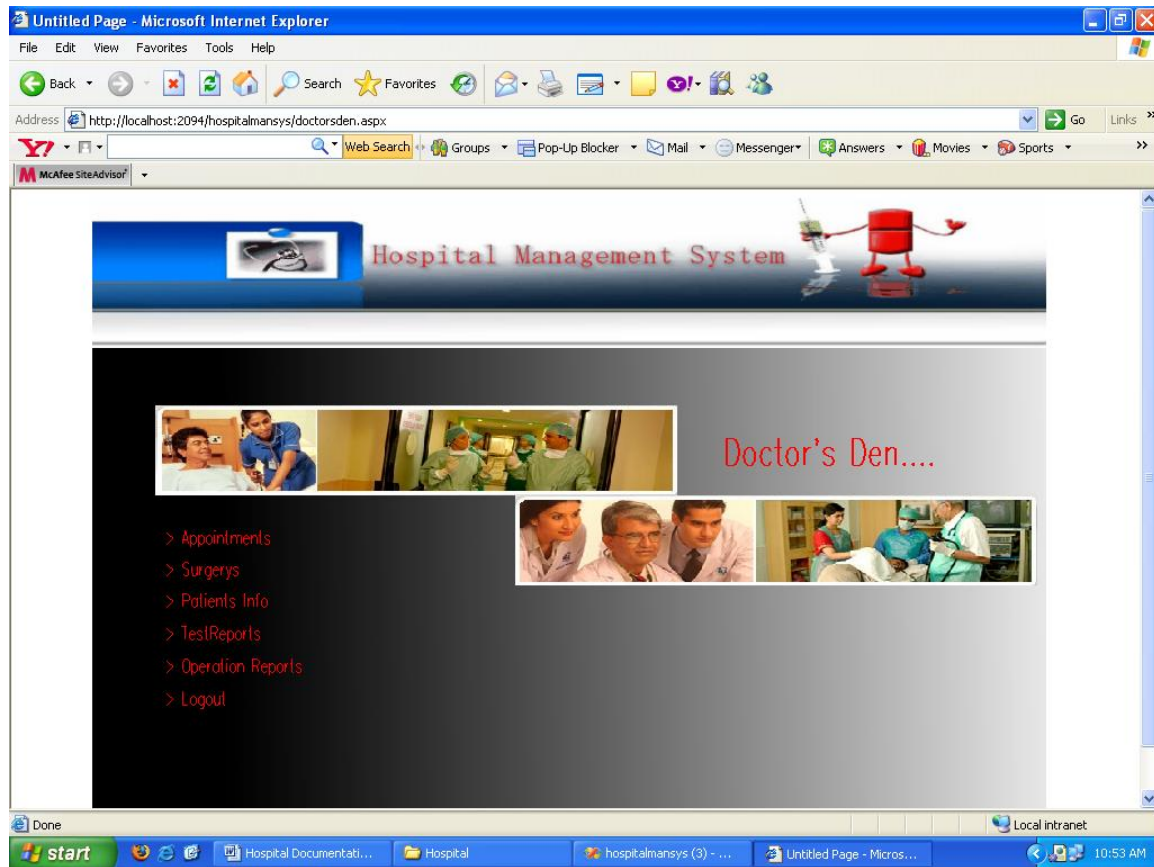 Untitled Page - Microsoft Internet Explorer
File Edit View Favorites Tools Help
Back Search Favorites
Address http://localhost:2094/hospitalmansys/doctorsden.aspx Go Links »
Y! Web Search Groups Pop-Up Blocker Mail Messenger Answers Movies Sports »
McAfee SiteAdvisor
Hospital Management System
Doctor's Den....
> Appointments
> Surgerys
> Patients Info
> TestReports
> Operation Reports
> Logout
Done Local intranet
start Hospital Documentati... Hospital hospitalmansys (3) - ... Untitled Page - Micros... 10:53 AM